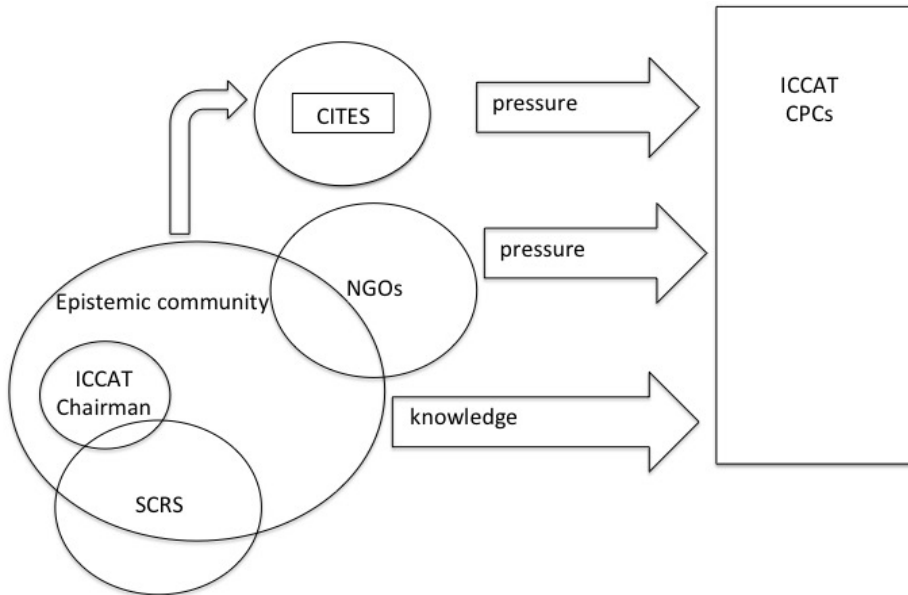 CITES
pressure
ICCAT
CPCs
pressure
NGOs
Epistemic community
ICCAT
Chairman
knowledge
SCRS